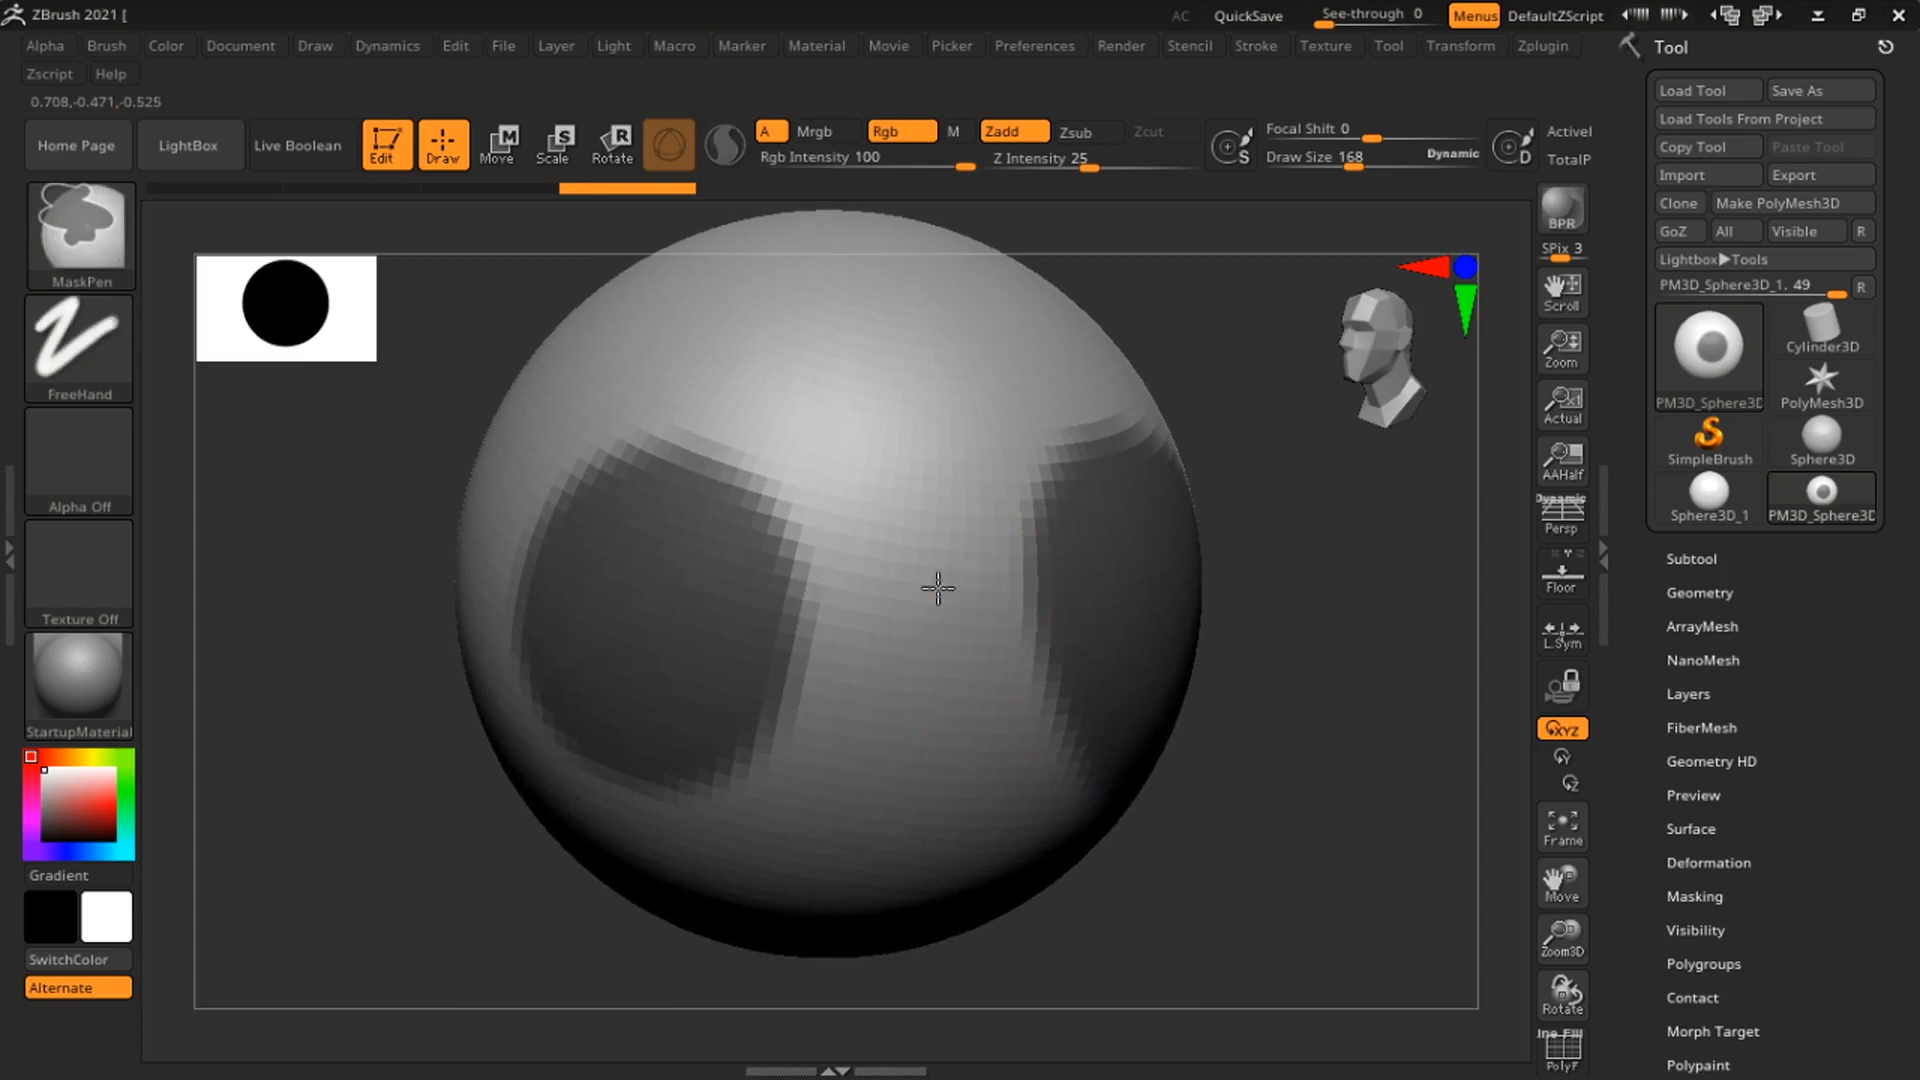 ZBrush 2021 [
AC QuickSave See-through 0 Menus DefaultZScript
Alpha Brush Color Document Draw Dynamics Edit File Layer Light Macro Marker Material Movie Picker Preferences Render Stencil Stroke Texture Tool Transform Zplugin
Zscript Help
0.708,-0.471,-0.525
Home Page LightBox Live Boolean Edit Draw Move Scale Rotate
M S R
A Mrgb Rgb M Zadd Zsub Zcut
Rgb Intensity 100 Z Intensity 25
S Focal Shift 0
Draw Size 168 Dynamic D
ActiveI
TotalP
MaskPen
FreeHand
Alpha Off
Texture Off
StartupMaterial
Gradient
SwitchColor
Alternate
BPR
SPix 3
Scroll
Zoom
Actual
AAHalf
Dynamic
Persp
Floor
L.Sym
XYZ
Y
Z
Frame
Move
Zoom3D
Rotate
Line Fill
PolyF
Tool
Load Tool Save As
Load Tools From Project
Copy Tool Paste Tool
Import Export
Clone Make PolyMesh3D
GoZ All Visible R
Lightbox▶Tools
PM3D_Sphere3D_1. 49 R
PM3D_Sphere3D Cylinder3D
PolyMesh3D
SimpleBrush Sphere3D
Sphere3D_1 PM3D_Sphere3D
Subtool
Geometry
ArrayMesh
NanoMesh
Layers
FiberMesh
Geometry HD
Preview
Surface
Deformation
Masking
Visibility
Polygroups
Contact
Morph Target
Polypaint